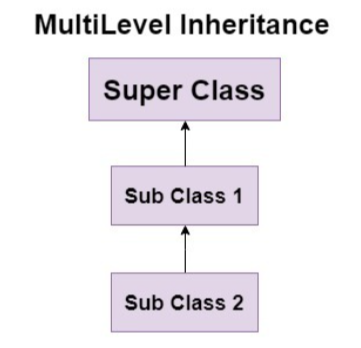 MultiLevel Inheritance
Super Class
Sub Class 1
Sub Class 2